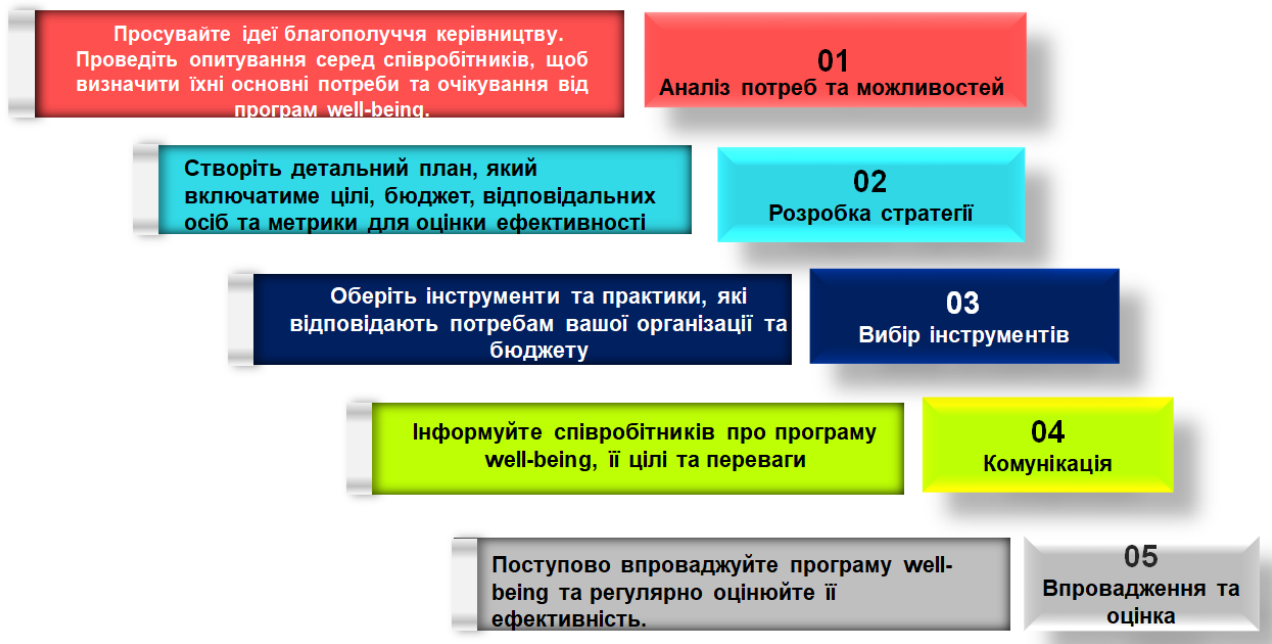 Просувайте ідеї благополуччя керівництву.
Проведіть опитування серед співробітників, щоб
визначити їхні основні потреби та очікування від
програм well-being.
01
Аналіз потреб та можливостей
Створіть детальний план, який
включатиме цілі, бюджет, відповідальних
осіб та метрики для оцінки ефективності
02
Розробка стратегії
Оберіть інструменти та практики, які
відповідають потребам вашої організації та
бюджету
03
Вибір інструментів
Інформуйте співробітників про програму
well-being, її цілі та переваги
04
Комунікація
Поступово впроваджуйте програму well-
being та регулярно оцінюйте її
ефективність.
05
Впровадження та
оцінка